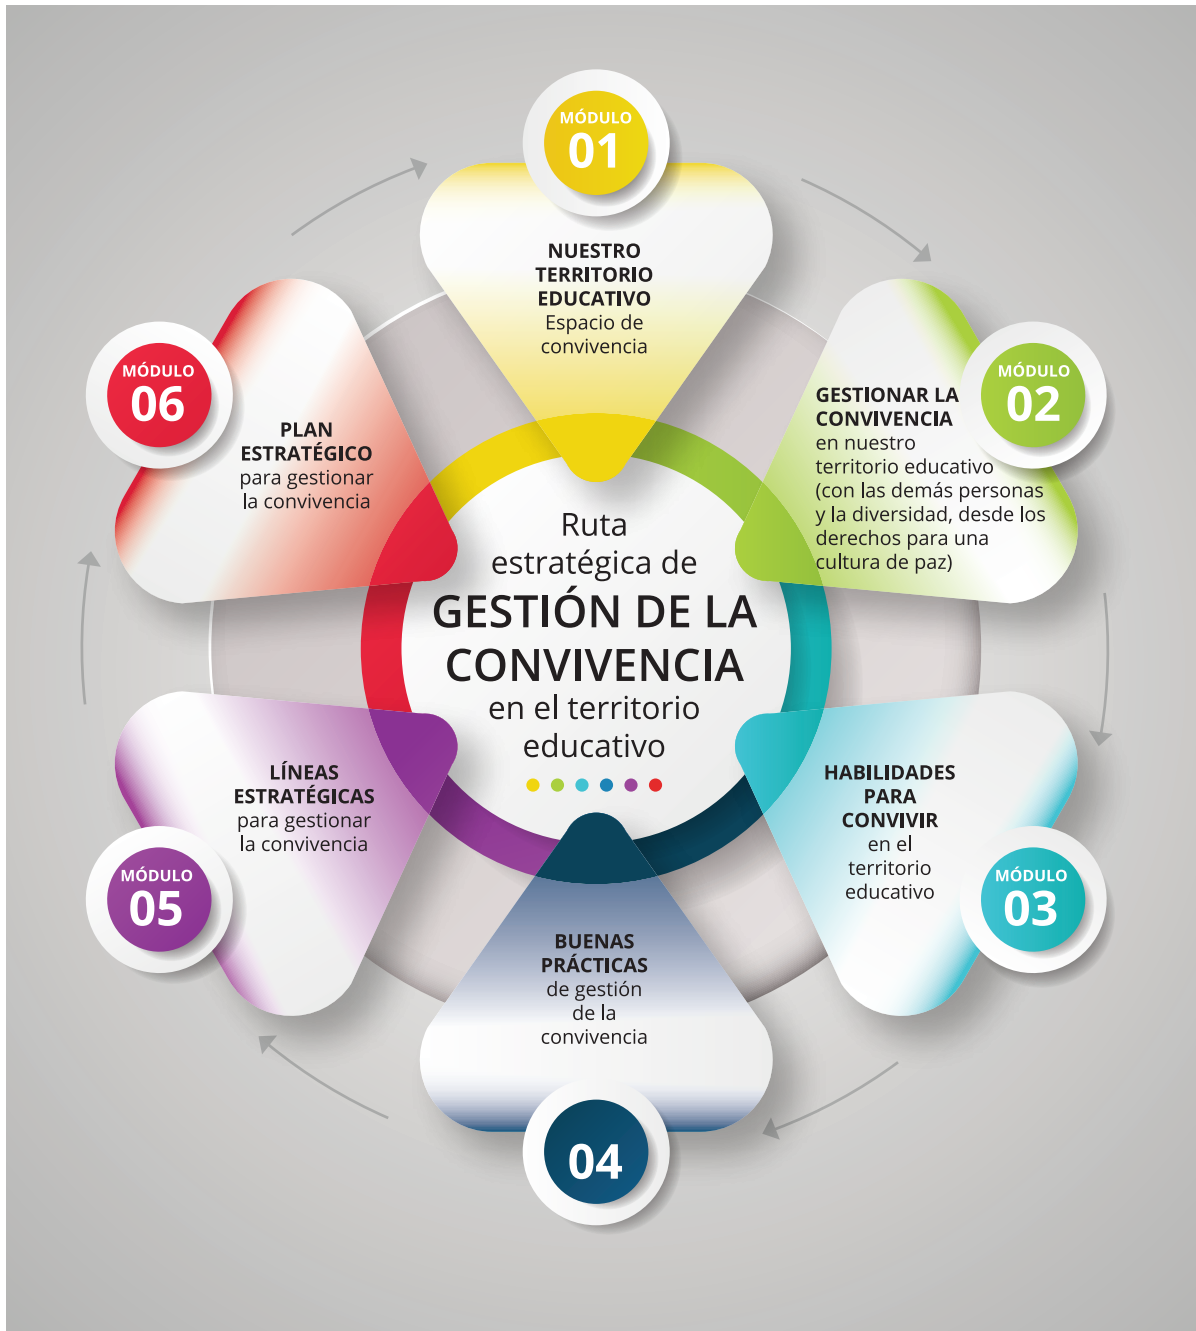 MÓDULO
01
NUESTRO
TERRITORIO
EDUCATIVO
Espacio de
convivencia
MÓDULO
02
GESTIONAR LA
CONVIVENCIA
en nuestro
territorio educativo
(con las demás personas
y la diversidad, desde los
derechos para una
cultura de paz)
MÓDULO
03
HABILIDADES
PARA
CONVIVIR
en el
territorio
educativo
04
BUENAS
PRÁCTICAS
de gestión
de la
convivencia
MÓDULO
05
LÍNEAS
ESTRATÉGICAS
para gestionar
la convivencia
MÓDULO
06
PLAN
ESTRATÉGICO
para gestionar
la convivencia
Ruta
estratégica de
GESTIÓN DE LA
CONVIVENCIA
en el territorio
educativo